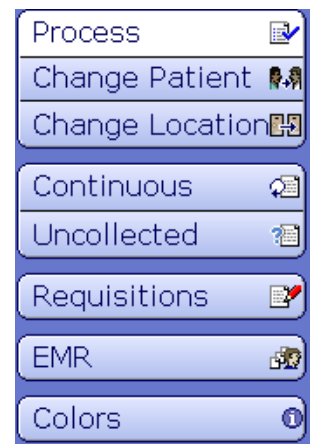 Process
Change Patient
Change Location
Continuous
Uncollected
Requisitions
EMR
Colors